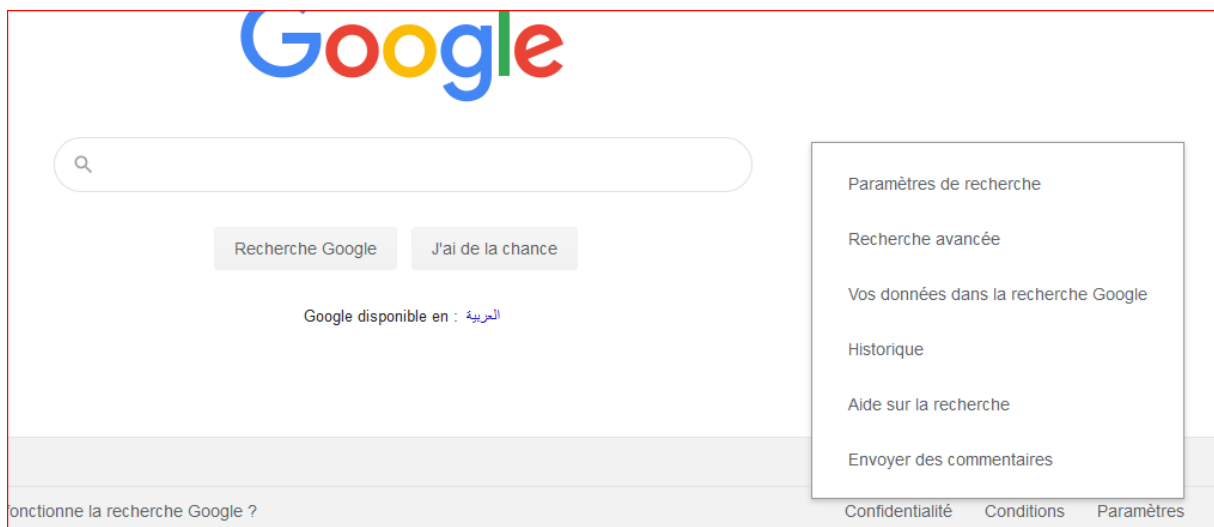 Google
Paramètres de recherche
Recherche avancée
Recherche Google
J'ai de la chance
Vos données dans la recherche Google
Google disponible en : العربية
Historique
Aide sur la recherche
Envoyer des commentaires
fonctionne la recherche Google ?
Confidentialité
Conditions
Paramètres